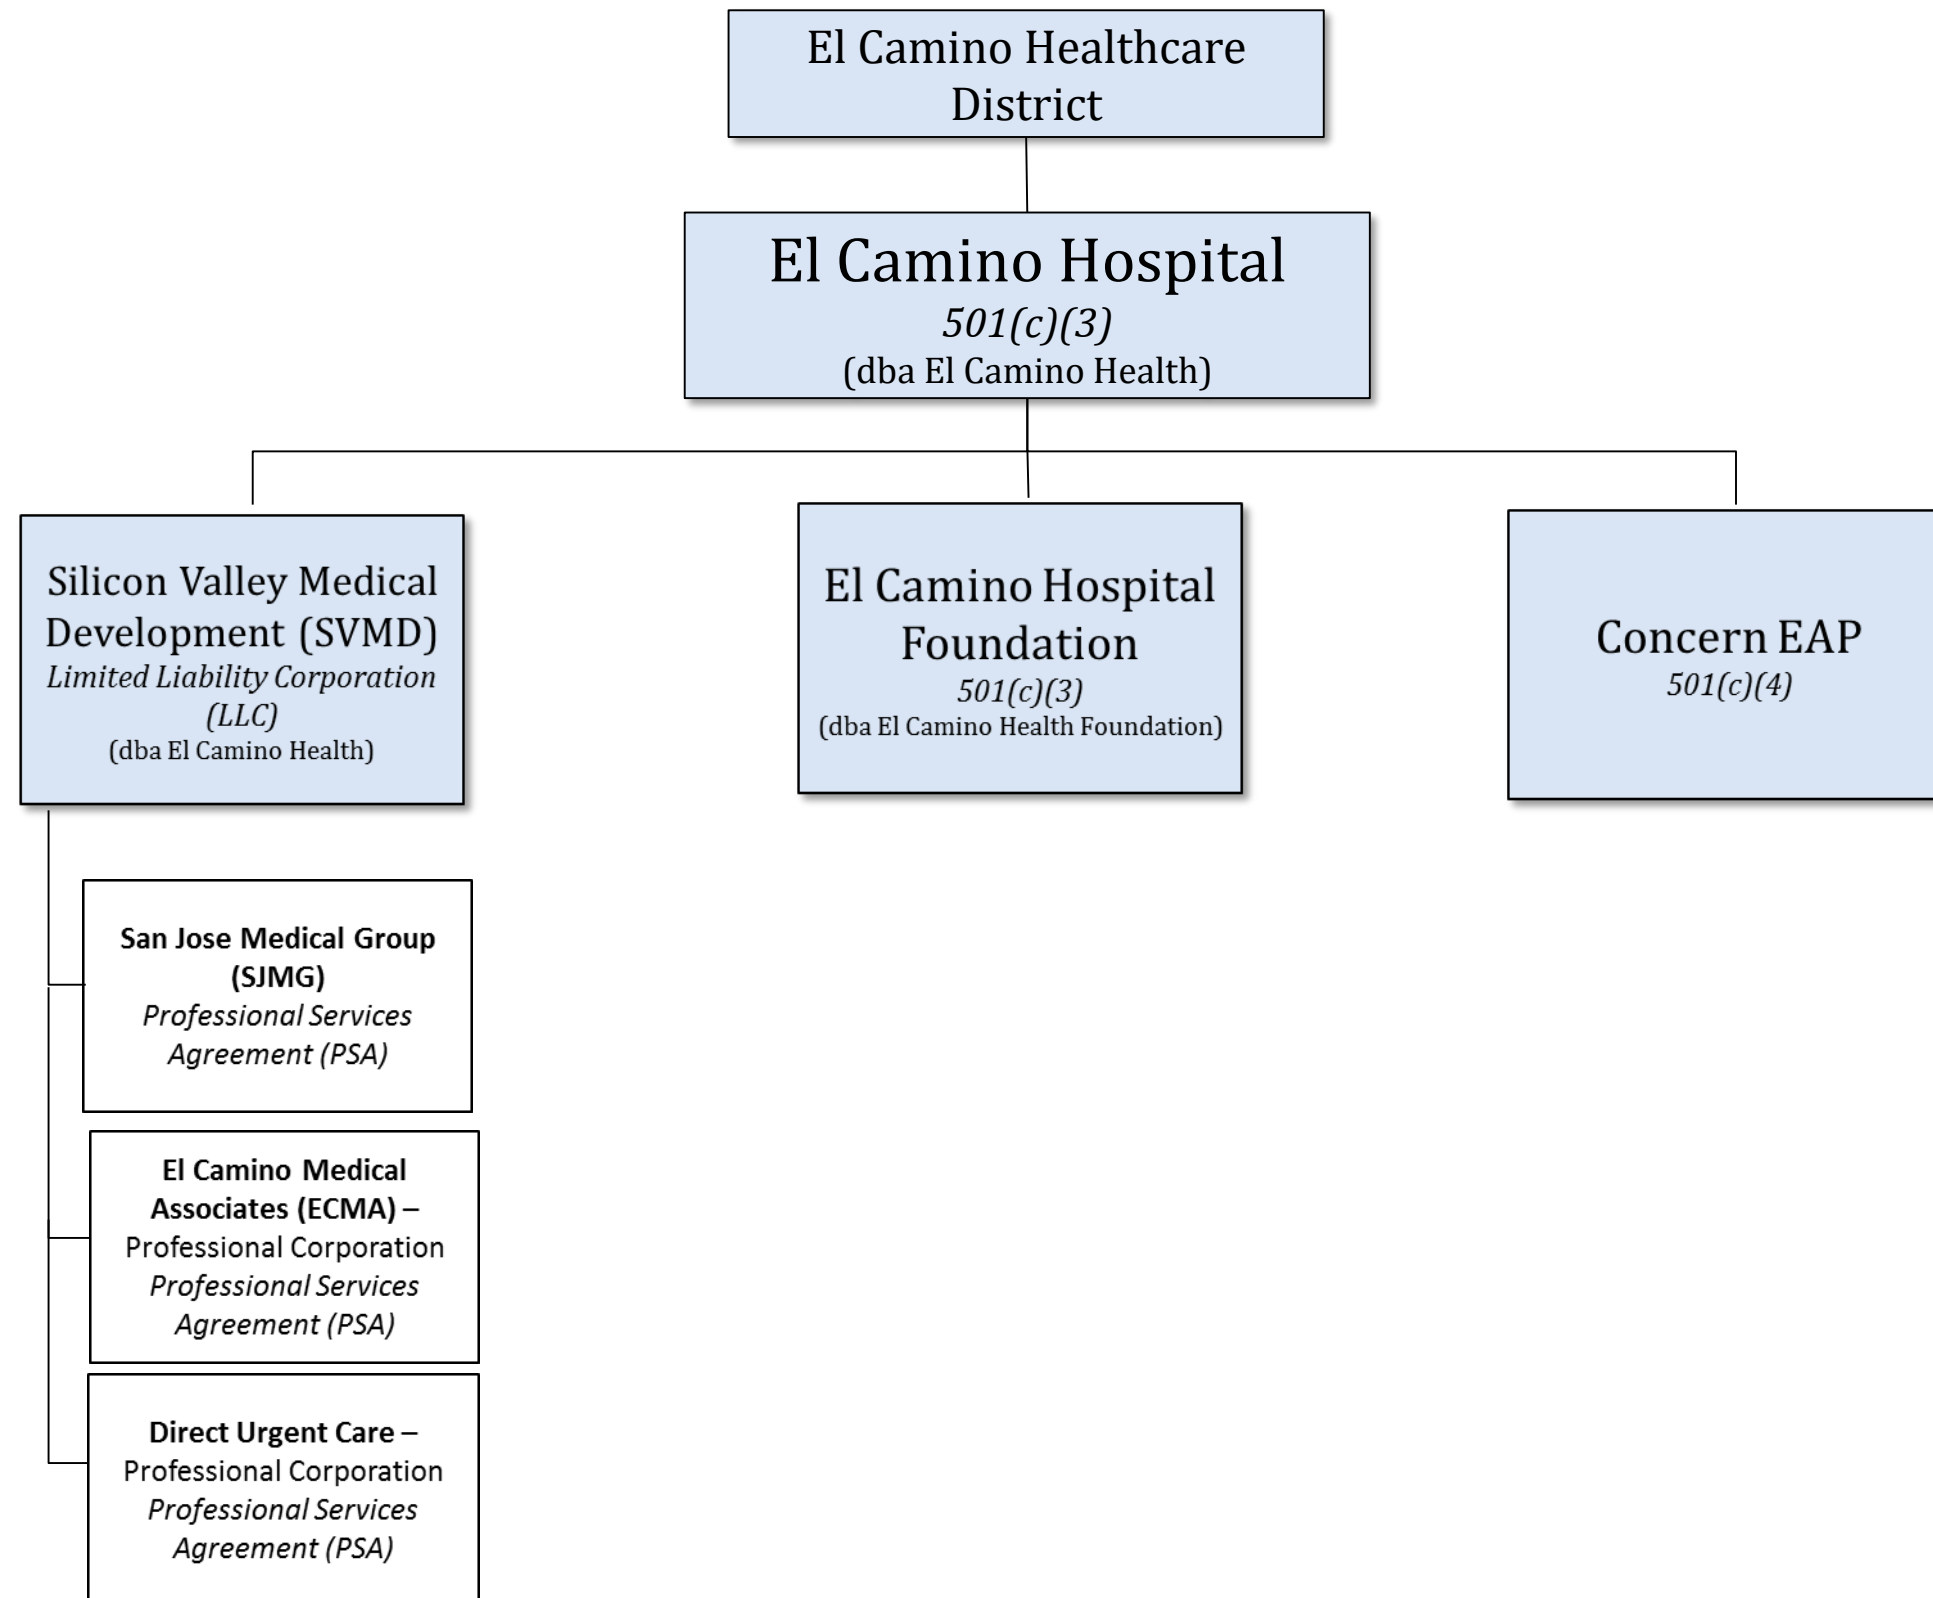 El Camino Healthcare
District
El Camino Hospital
501(c)(3)
(dba El Camino Health)
Silicon Valley Medical
Development (SVMD)
Limited Liability Corporation
(LLC)
(dba El Camino Health)
El Camino Hospital
Foundation
501(c)(3)
(dba El Camino Health Foundation)
Concern EAP
501(c)(4)
San Jose Medical Group
(SJMG)
Professional Services
Agreement (PSA)
El Camino Medical
Associates (ECMA) –
Professional Corporation
Professional Services
Agreement (PSA)
Direct Urgent Care –
Professional Corporation
Professional Services
Agreement (PSA)